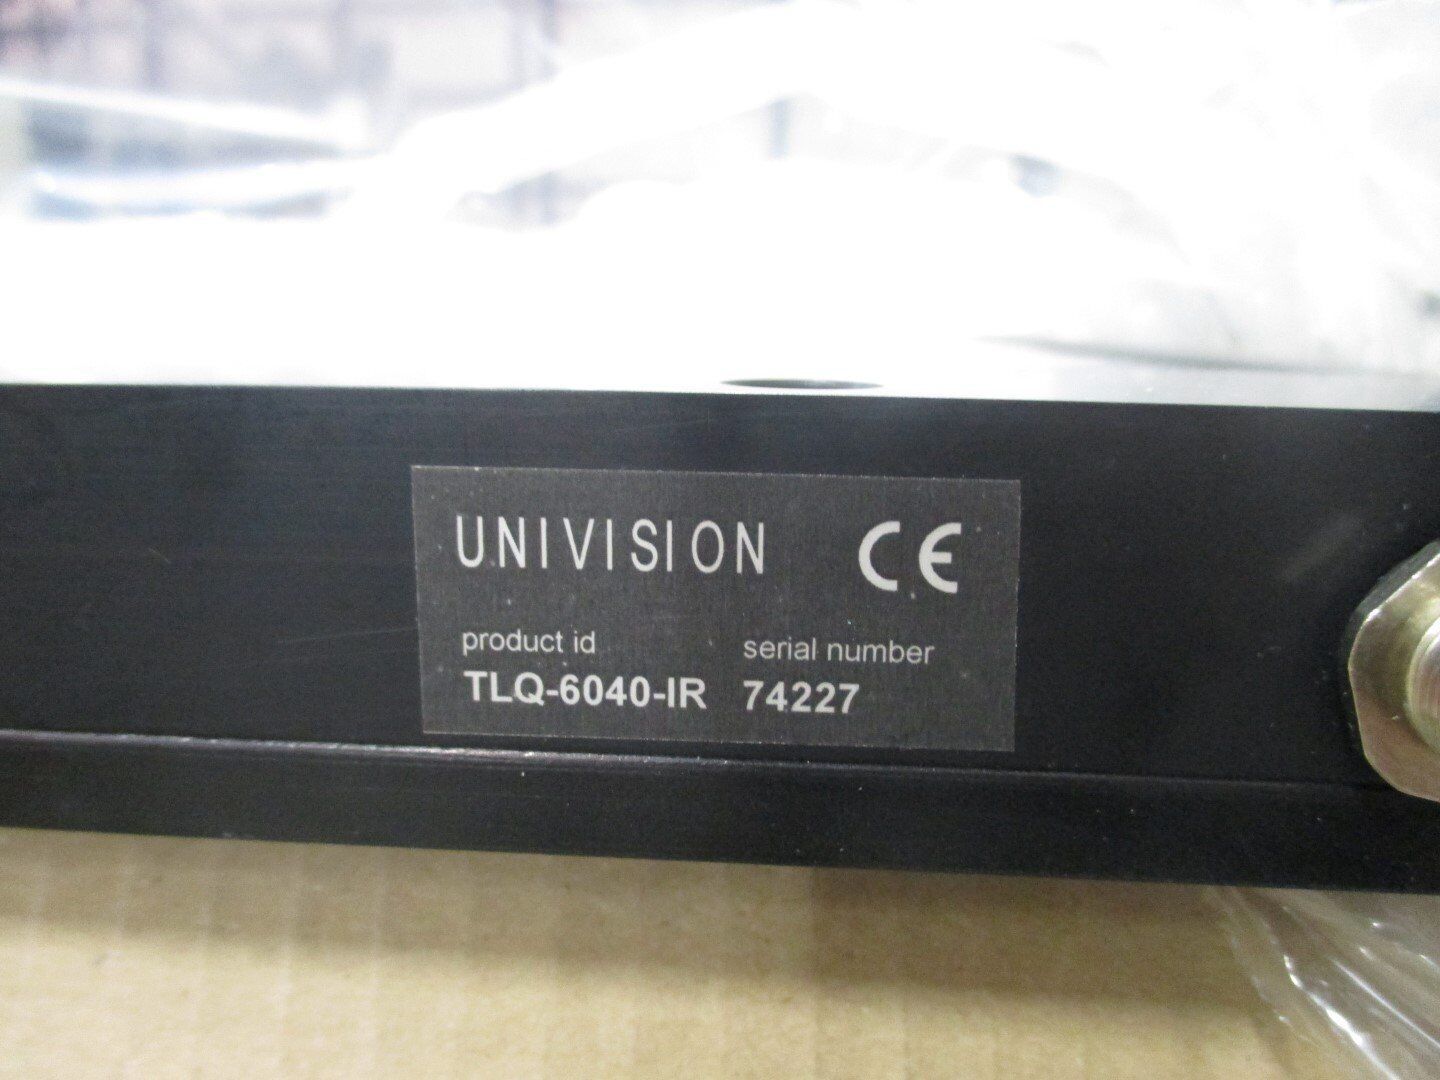 UNIVISION CE
product id serial number
TLQ-6040-IR 74227